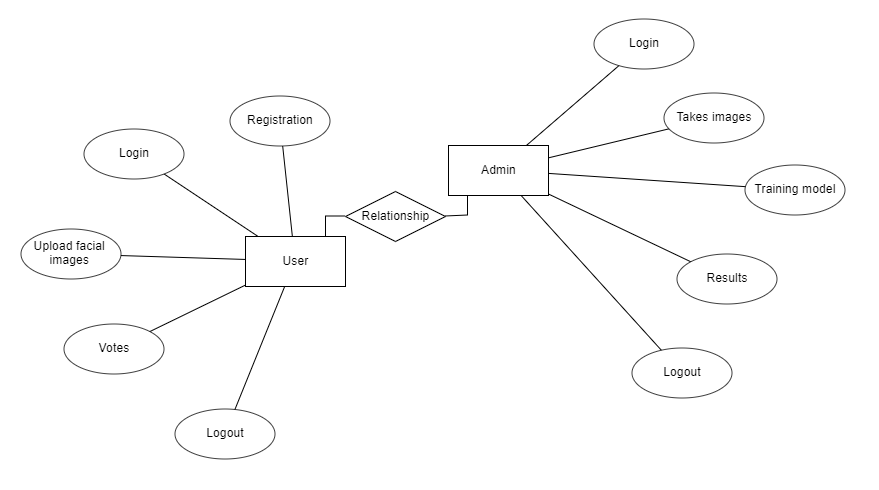 Login
Registration
Takes images
Login
Admin
Training model
Relationship
Upload facial
images
User
Results
Votes
Logout
Logout